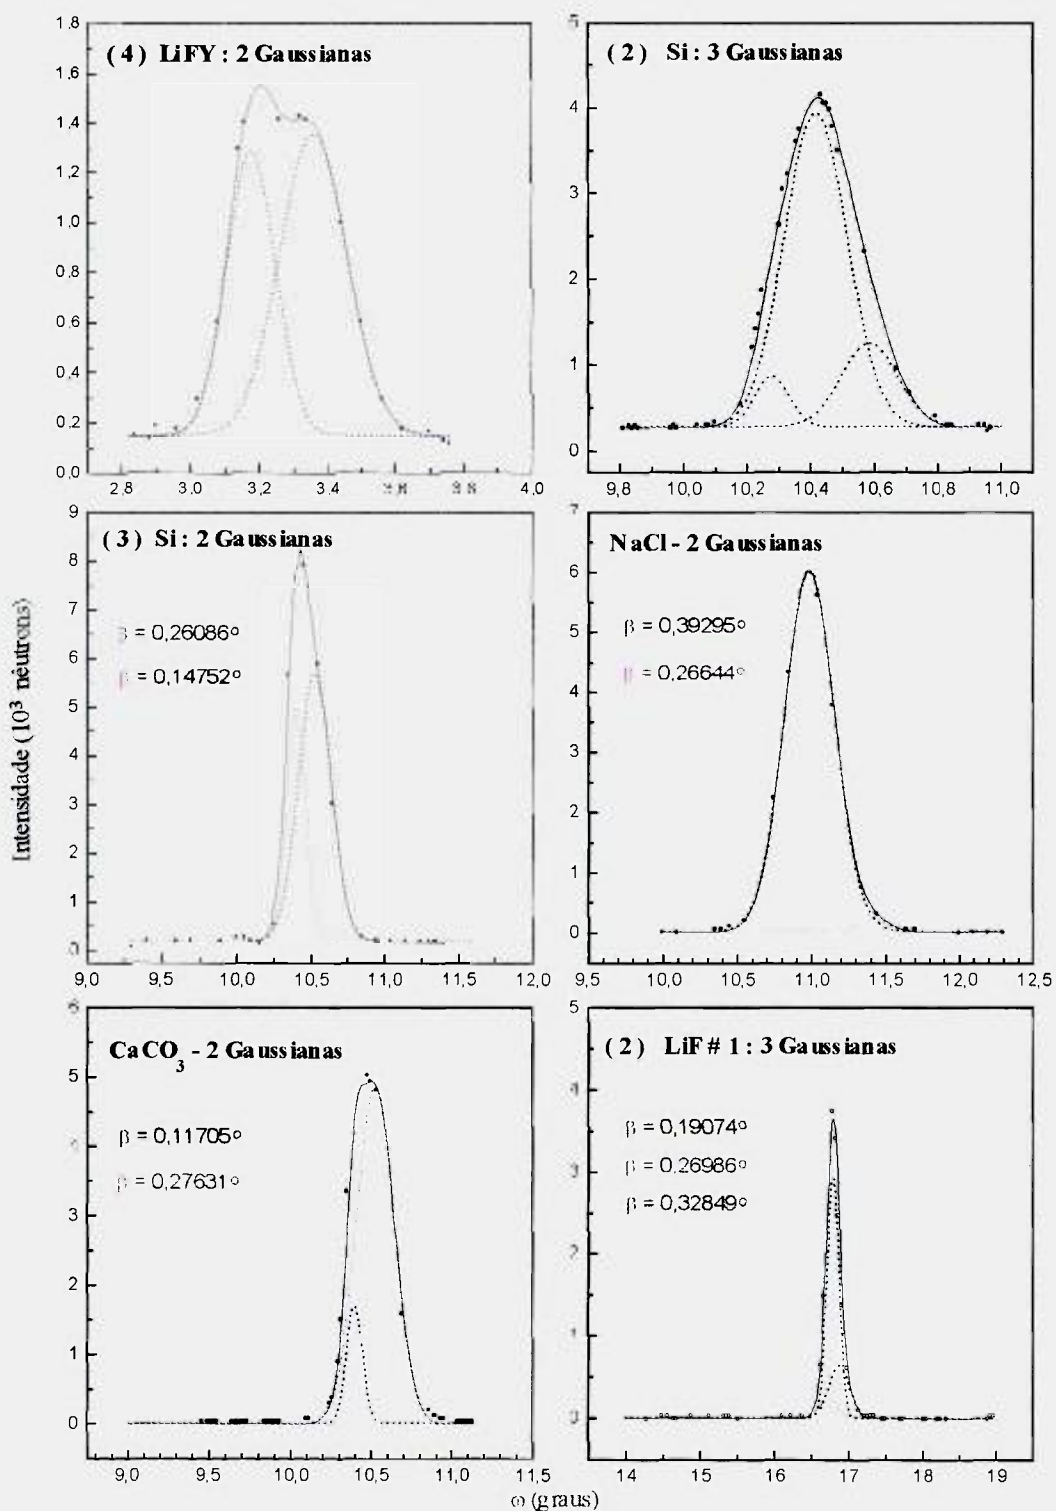 (4) LiFY : 2 Gaussianas
1,8
1,6
1,4
1,2
1,0
0,8
0,6
0,4
0,2
0,0
2,8 3,0 3,2 3,4 3,6 3,8 4,0
(2) Si : 3 Gaussianas
5
4
3
2
1
0
9,8 10,0 10,2 10,4 10,6 10,8 11,0
(3) Si : 2 Gaussianas
β = 0,26086°
β = 0,14752°
9
8
7
6
5
4
3
2
1
0
9,0 9,5 10,0 10,5 11,0 11,5 12,0
NaCl - 2 Gaussianas
β = 0,39295°
β = 0,26644°
7
6
5
4
3
2
1
0
9,5 10,0 10,5 11,0 11,5 12,0 12,5
Intensidade (10³ nêutrons)
CaCO₃ - 2 Gaussianas
β = 0,11705°
β = 0,27631°
6
5
4
3
2
1
0
9,0 9,5 10,0 10,5 11,0 11,5
(2) LiF # 1 : 3 Gaussianas
β = 0,19074°
β = 0,26986°
β = 0,32849°
5
4
3
2
1
0
14 15 16 17 18 19
ω (graus)